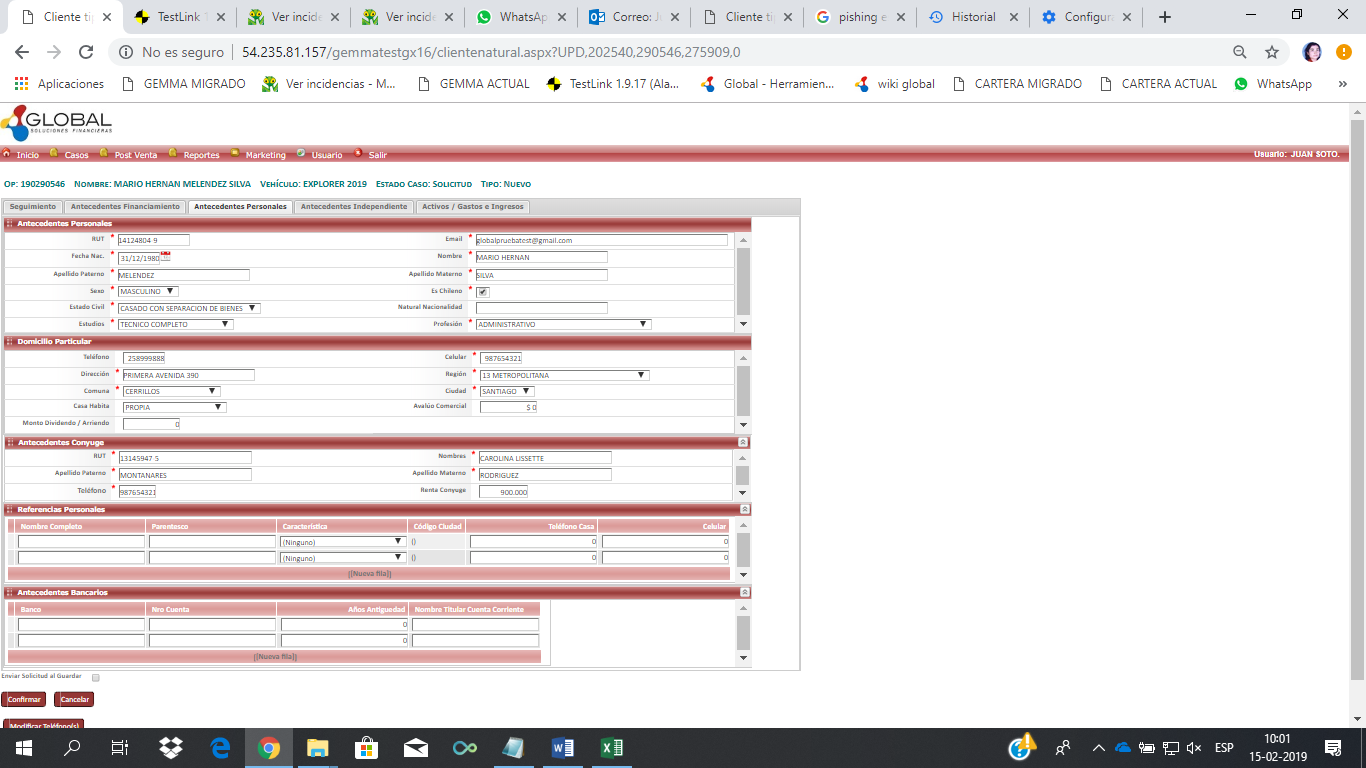 Cliente ti
TestLink 1
Ver incide
Ver incide
WhatsAp
Correo: J
Cliente ti
pishing e
Historial
Configura
No es seguro
54.235.81.157/gemmatestgx16/clientenatural.aspx?UPD,202540,290546,275909,0
Aplicaciones
GEMMA MIGRADO
Ver incidencias - M...
GEMMA ACTUAL
TestLink 1.9.17 (Ala...
Global - Herramien...
wiki global
CARTERA MIGRADO
CARTERA ACTUAL
WhatsApp
»
GLOBAL
SOLUCIONES FINANCIERAS
Inicio Casos Post Venta Reportes Marketing Usuario Salir
Usuario: JUAN SOTO.
Op: 190290546 Nombre: MARIO HERNAN MELENDEZ SILVA Vehículo: EXPLORER 2019 Estado Caso: Solicitud Tipo: Nuevo
Seguimiento Antecedentes Financiamiento Antecedentes Personales Antecedentes Independiente Activos / Gastos e Ingresos
Antecedentes Personales
RUT * 14124804-9 Email * globalpruebatest@gmail.com
Fecha Nac. * 31/12/1980 Nombre * MARIO HERNAN
Apellido Paterno * MELENDEZ Apellido Materno * SILVA
Sexo * MASCULINO Es Chileno *
Estado Civil * CASADO CON SEPARACION DE BIENES Natural Nacionalidad
Estudios * TECNICO COMPLETO Profesión * ADMINISTRATIVO
Domicilio Particular
Teléfono 258999888 Celular * 987654321
Dirección * PRIMERA AVENIDA 390 Región * 13 METROPOLITANA
Comuna * CERRILLOS Ciudad * SANTIAGO
Casa Habita PROPIA Avalúo Comercial $ 0
Monto Dividendo / Arriendo 0
Antecedentes Conyuge
RUT * 13145947-5 Nombres * CAROLINA LISSETTE
Apellido Paterno * MONTANARES Apellido Materno * RODRIGUEZ
Teléfono * 987654321 Renta Conyuge 900.000
Referencias Personales
Nombre Completo Parentesco Característica Código Ciudad Teléfono Casa Celular
(Ninguno) () 0 0
(Ninguno) () 0 0
([Nueva fila])
Antecedentes Bancarios
Banco Nro Cuenta Años Antiguedad Nombre Titular Cuenta Corriente
0
0
([Nueva fila])
Enviar Solicitud al Guardar
Confirmar Cancelar
Modificar Teléfono(s)
ESP
10:01
15-02-2019